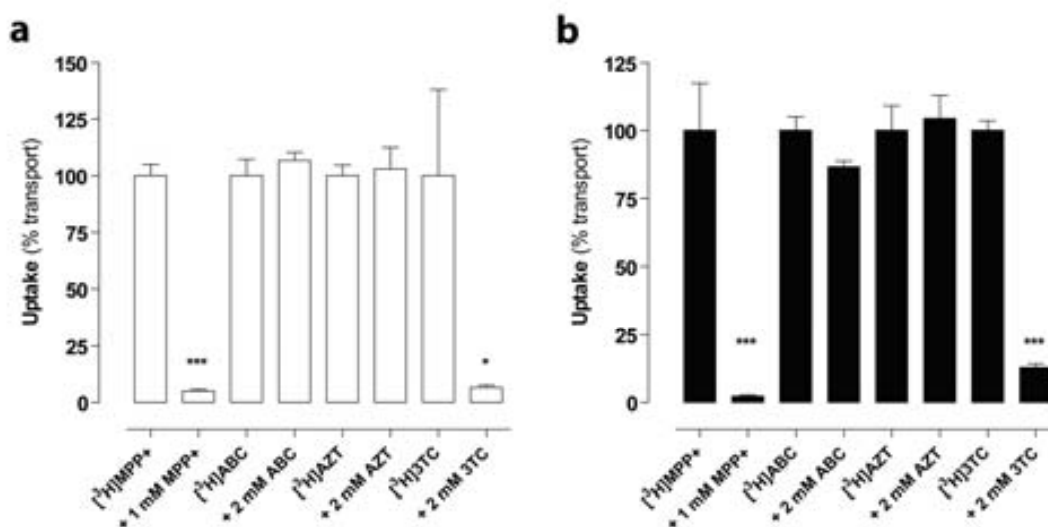 a
Uptake (% transport)
150
125
100
75
50
25
0
***
*
[³H]MPP+
+ 1 mM MPP+
[³H]ABC
+ 2 mM ABC
[³H]AZT
+ 2 mM AZT
[³H]3TC
+ 2 mM 3TC
b
Uptake (% transport)
125
100
75
50
25
0
***
***
[³H]MPP+
+ 1 mM MPP+
[³H]ABC
+ 2 mM ABC
[³H]AZT
+ 2 mM AZT
[³H]3TC
+ 2 mM 3TC